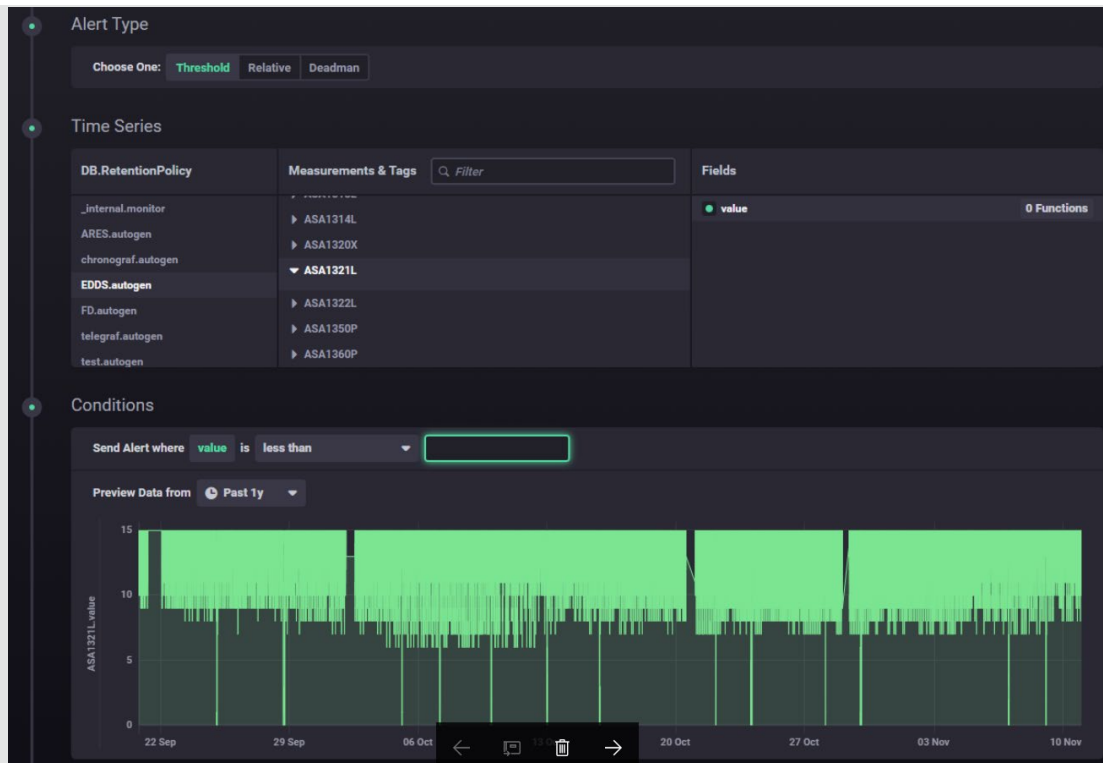 Alert Type
Choose One: Threshold Relative Deadman
Time Series
DB.RetentionPolicy Measurements & Tags Filter Fields
_internal.monitor
ARES.autogen
chronograf.autogen
EDDS.autogen
FD.autogen
telegraf.autogen
test.autogen
ASA1314L
ASA1320X
ASA1321L
ASA1322L
ASA1350P
ASA1360P
value 0 Functions
Conditions
Send Alert where value is less than
Preview Data from Past 1y
ASA1321L.value
15
10
5
0
22 Sep 29 Sep 06 Oct 20 Oct 27 Oct 03 Nov 10 Nov